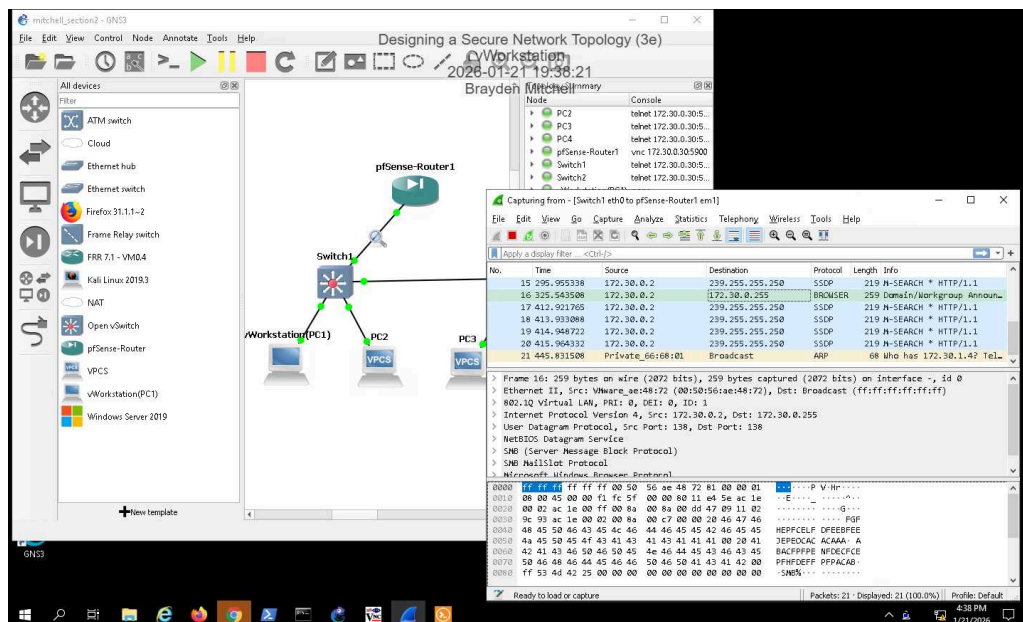 mitchell_section2 - GNS3
File Edit View Control Node Annotate Tools Help
Designing a Secure Network Topology (3e)
vWorkstation
2026-01-21 19:38:21
Brayden Mitchell
All devices
Filter
ATM switch
Cloud
Ethernet hub
Ethernet switch
Firefox 31.1.1~2
Frame Relay switch
FRR 7.1 - VM0.4
Kali Linux 2019.3
NAT
Open vSwitch
pfSense-Router
VPCS
vWorkstation(PC1)
Windows Server 2019
New template
pfSense-Router1
Switch1
vWorkstation(PC1)
PC2
VPCS
PC3
VPCS
Topology Summary
Node Console
PC2 telnet 172.30.0.30:5...
PC3 telnet 172.30.0.30:5...
PC4 telnet 172.30.0.30:5...
pfSense-Router1 vnc 172.30.0.30:5900
Switch1 telnet 172.30.0.30:5...
Switch2 telnet 172.30.0.30:5...
Capturing from - [Switch1 eth0 to pfSense-Router1 em1]
File Edit View Go Capture Analyze Statistics Telephony Wireless Tools Help
Apply a display filter ... <Ctrl-/>
No. Time Source Destination Protocol Length Info
15 295.955338 172.30.0.2 239.255.255.250 SSDP 219 M-SEARCH * HTTP/1.1
16 325.543508 172.30.0.2 172.30.0.255 BROWSER 259 Domain/Workgroup Announ...
17 412.921765 172.30.0.2 239.255.255.250 SSDP 219 M-SEARCH * HTTP/1.1
18 413.933088 172.30.0.2 239.255.255.250 SSDP 219 M-SEARCH * HTTP/1.1
19 414.948722 172.30.0.2 239.255.255.250 SSDP 219 M-SEARCH * HTTP/1.1
20 415.964332 172.30.0.2 239.255.255.250 SSDP 219 M-SEARCH * HTTP/1.1
21 445.831508 Private_66:68:01 Broadcast ARP 68 Who has 172.30.1.4? Tel...
Frame 16: 259 bytes on wire (2072 bits), 259 bytes captured (2072 bits) on interface -, id 0
Ethernet II, Src: VMware_ae:48:72 (00:50:56:ae:48:72), Dst: Broadcast (ff:ff:ff:ff:ff:ff)
802.1Q Virtual LAN, PRI: 0, DEI: 0, ID: 1
Internet Protocol Version 4, Src: 172.30.0.2, Dst: 172.30.0.255
User Datagram Protocol, Src Port: 138, Dst Port: 138
NetBIOS Datagram Service
SMB (Server Message Block Protocol)
SMB MailSlot Protocol
Microsoft Windows Browser Protocol
0000 ff ff ff ff ff ff 00 50 56 ae 48 72 81 00 00 01 ·······P V·Hr····
0010 08 00 45 00 00 f1 fc 5f 00 00 80 11 e4 5e ac 1e ··E····_ ·····^··
0020 00 02 ac 1e 00 ff 00 8a 00 8a 00 dd 47 09 11 02 ········ ····G···
0030 9c 93 ac 1e 00 02 00 8a 00 c7 00 00 20 46 47 46 ········ ···· FGF
0040 48 45 50 46 43 45 4c 46 44 46 45 45 42 46 45 45 HEPFCELF DFEEBFEE
0050 4a 45 50 45 4f 43 41 43 41 43 41 41 41 00 20 41 JEPEOCAC ACAAA· A
0060 42 41 43 46 50 46 50 45 4e 46 44 45 43 46 43 45 BACFPFPE NFDECFCE
0070 50 46 48 46 44 45 46 46 50 46 50 41 43 41 42 00 PFHFDEFF PFPACAB·
0080 ff 53 4d 42 25 00 00 00 00 00 00 00 00 00 00 00 ·SMB%··· ········
Ready to load or capture
Packets: 21 · Displayed: 21 (100.0%)
Profile: Default
GNS3
4:38 PM
1/21/2026